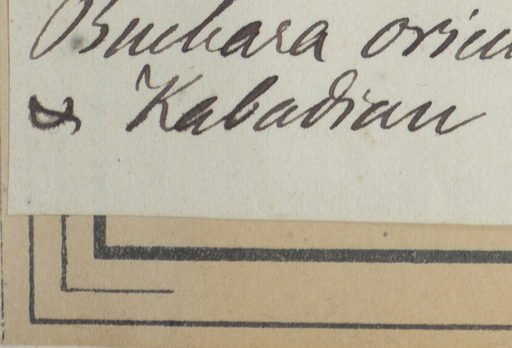 Buchara orien
& Kabadian